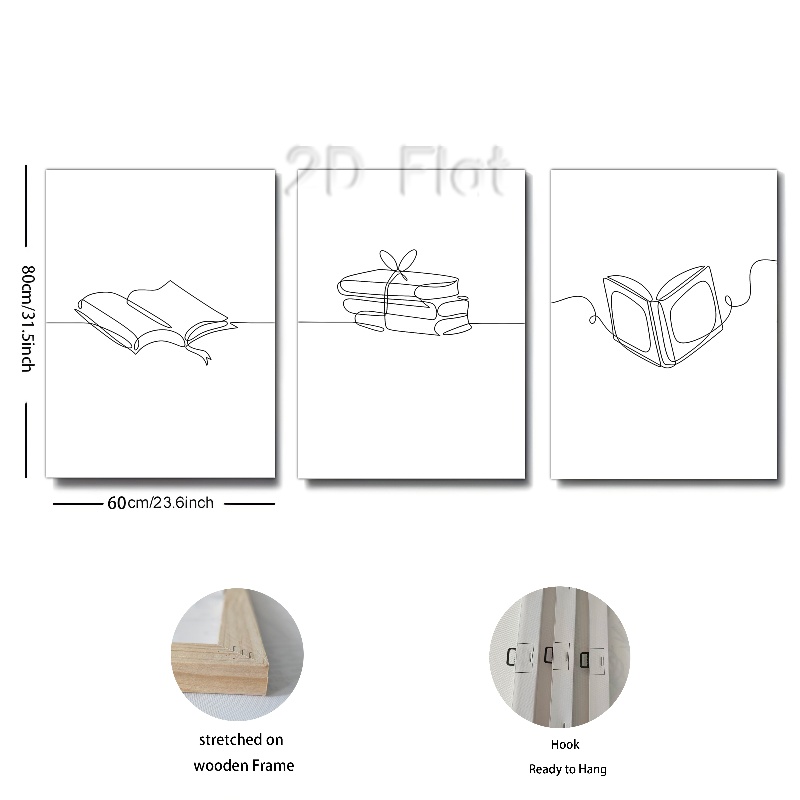 2D Flat
80cm/31.5inch
60cm/23.6inch
stretched on
wooden Frame
Hook
Ready to Hang